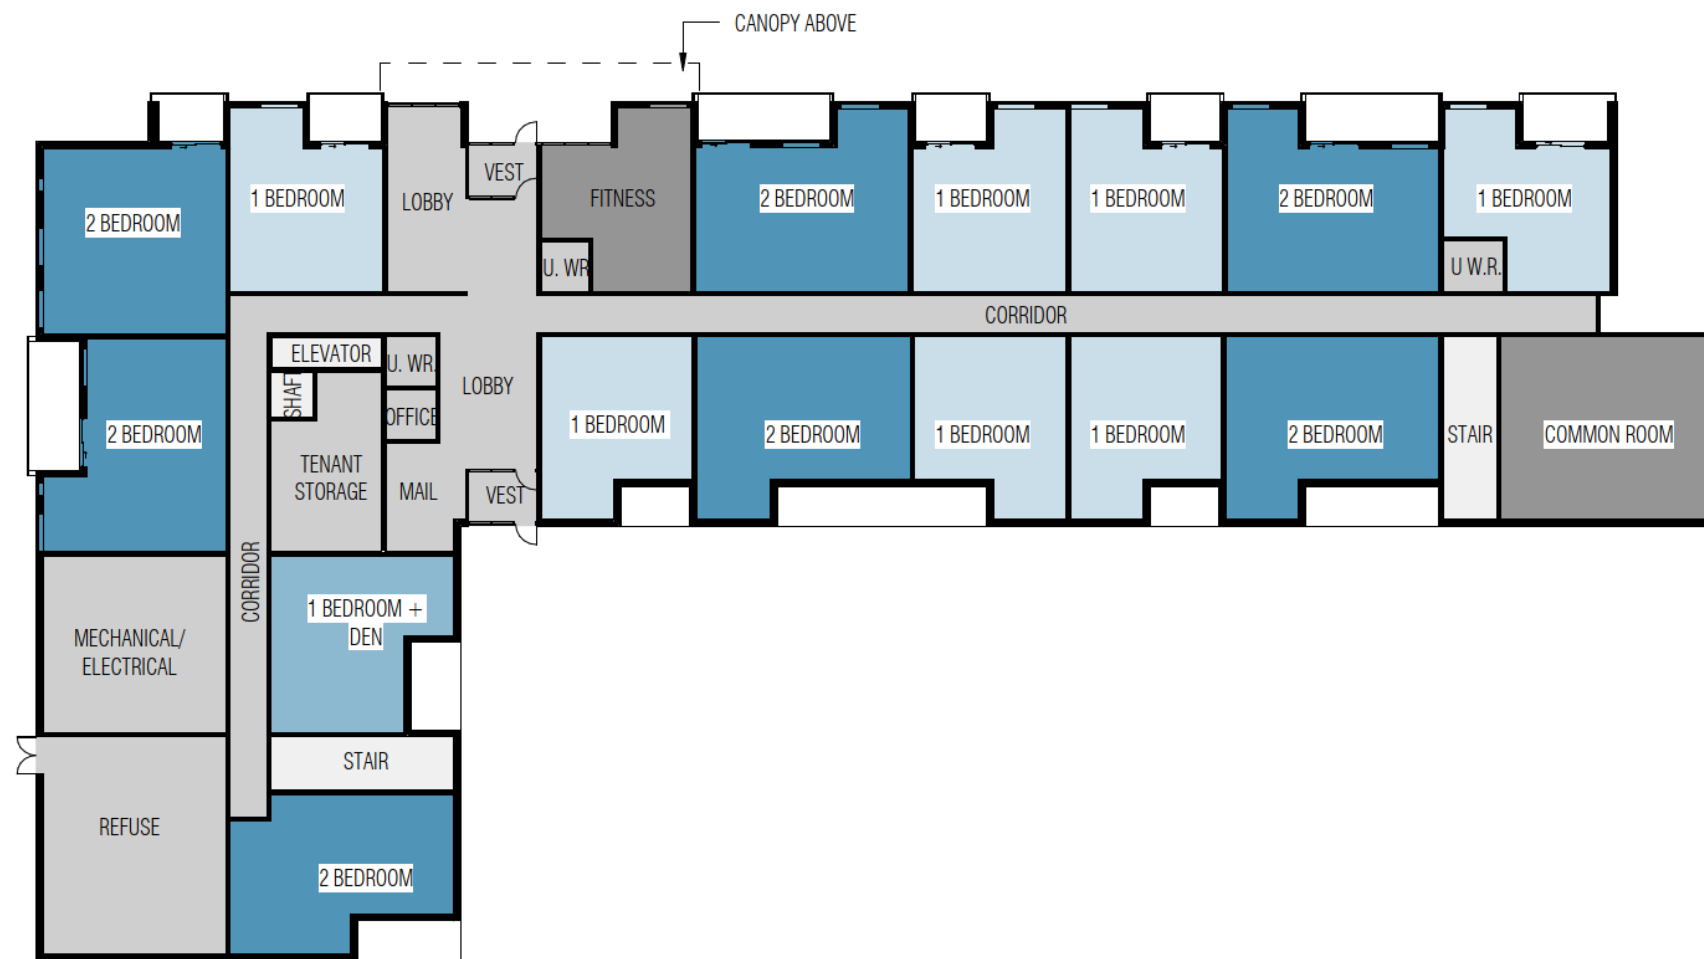 CANOPY ABOVE
2 BEDROOM
1 BEDROOM
LOBBY
VEST
FITNESS
U. WR
2 BEDROOM
1 BEDROOM
1 BEDROOM
2 BEDROOM
1 BEDROOM
U W.R.
CORRIDOR
2 BEDROOM
ELEVATOR
SHAFT
U. WR.
OFFICE
LOBBY
TENANT
STORAGE
MAIL
VEST
1 BEDROOM
2 BEDROOM
1 BEDROOM
1 BEDROOM
2 BEDROOM
STAIR
COMMON ROOM
CORRIDOR
MECHANICAL/
ELECTRICAL
1 BEDROOM +
DEN
STAIR
REFUSE
2 BEDROOM